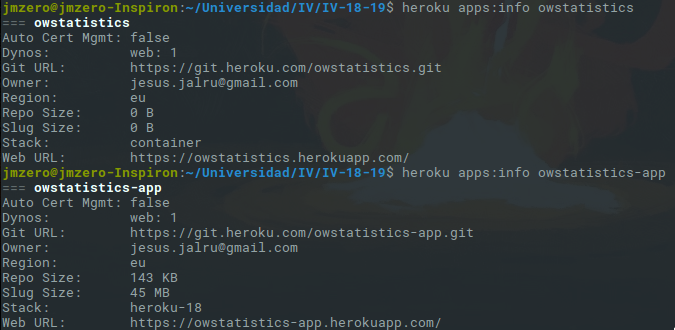 jmzero@jmzero-Inspiron:~/Universidad/IV/IV-18-19$ heroku apps:info owstatistics
=== owstatistics
Auto Cert Mgmt: false
Dynos:          web: 1
Git URL:        https://git.heroku.com/owstatistics.git
Owner:          jesus.jalru@gmail.com
Region:         eu
Repo Size:      0 B
Slug Size:      0 B
Stack:          container
Web URL:        https://owstatistics.herokuapp.com/
jmzero@jmzero-Inspiron:~/Universidad/IV/IV-18-19$ heroku apps:info owstatistics-app
=== owstatistics-app
Auto Cert Mgmt: false
Dynos:          web: 1
Git URL:        https://git.heroku.com/owstatistics-app.git
Owner:          jesus.jalru@gmail.com
Region:         eu
Repo Size:      143 KB
Slug Size:      45 MB
Stack:          heroku-18
Web URL:        https://owstatistics-app.herokuapp.com/